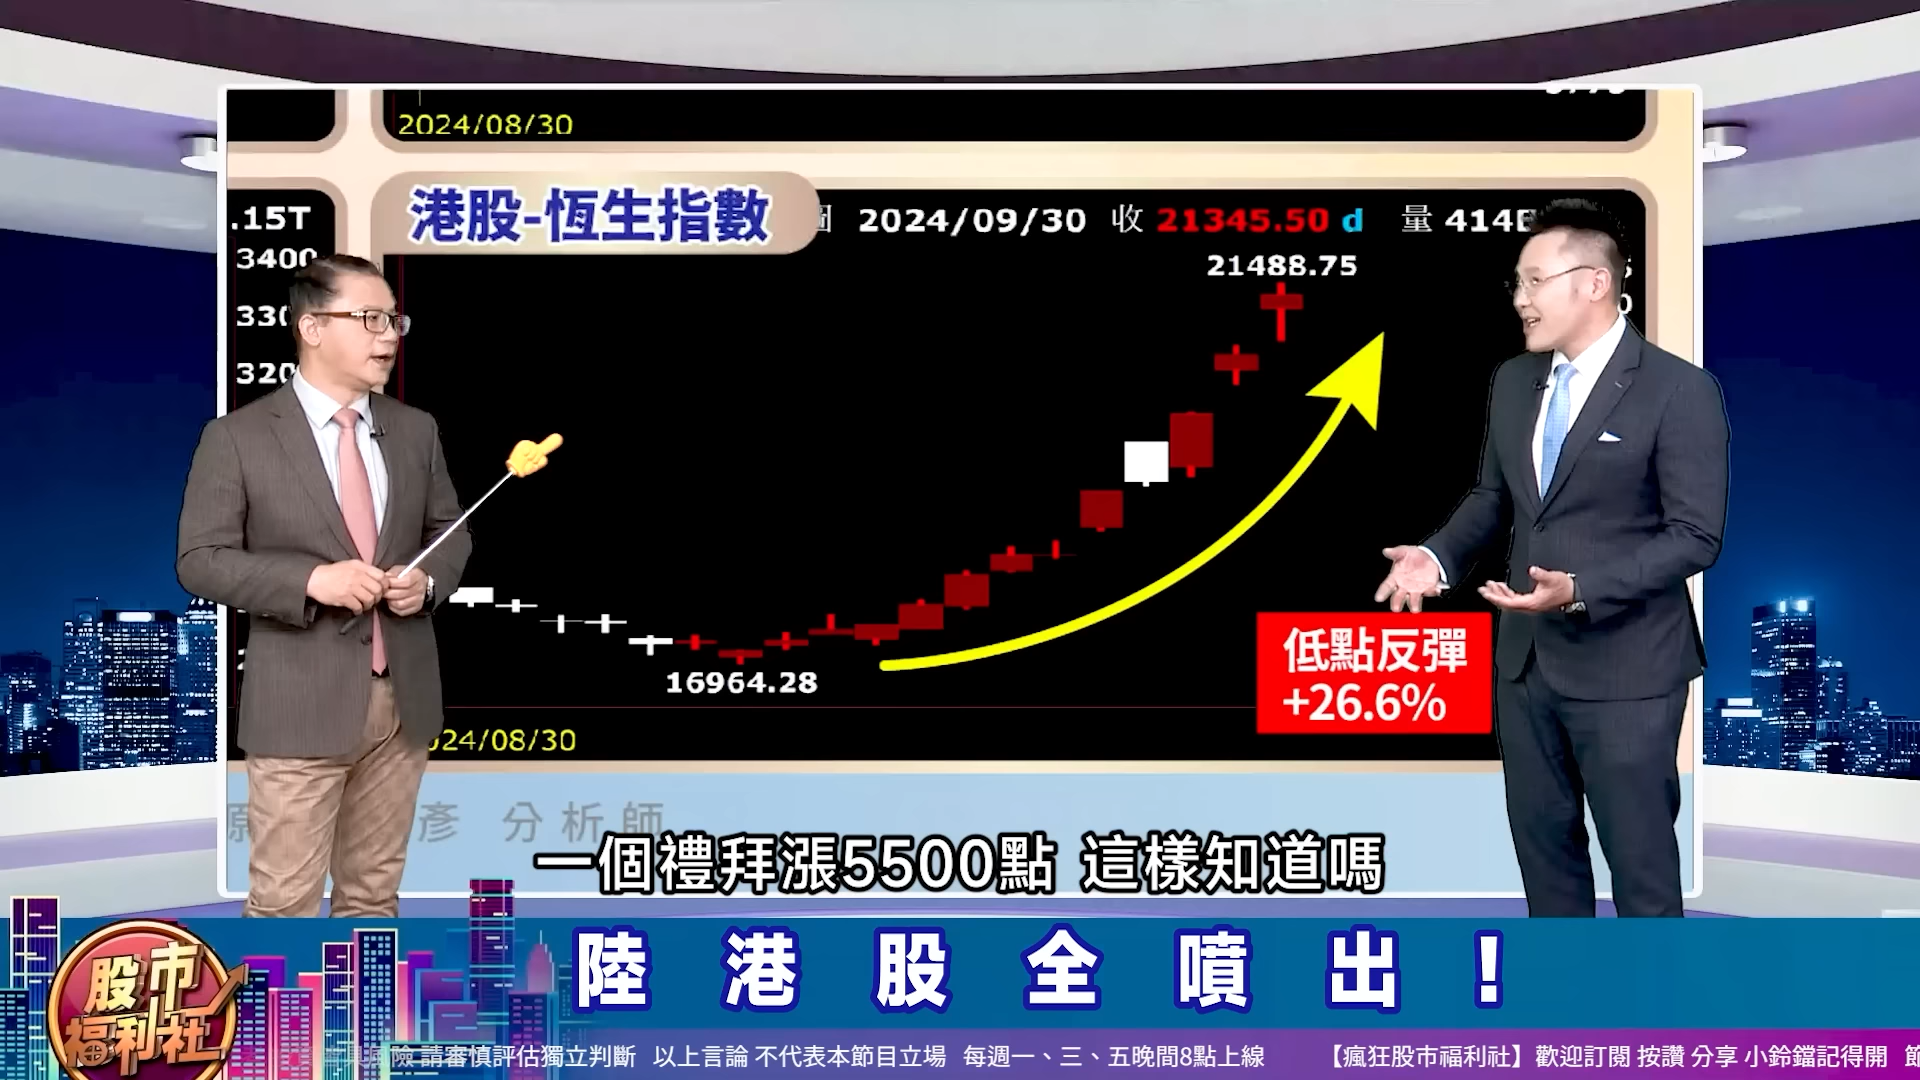 2024/08/30
港股-恆生指數
圖 2024/09/30 收 21345.50 d 量 414
.15T
3400
330
320
21488.75
16964.28
低點反彈
+26.6%
24/08/30
彥 分析師
一個禮拜漲5500點 這樣知道嗎
陸港股全噴出！
股市
福利社
險 請審慎評估獨立判斷 以上言論 不代表本節目立場 每週一、三、五晚間8點上線 【瘋狂股市福利社】歡迎訂閱 按讚 分享 小鈴鐺記得開 節